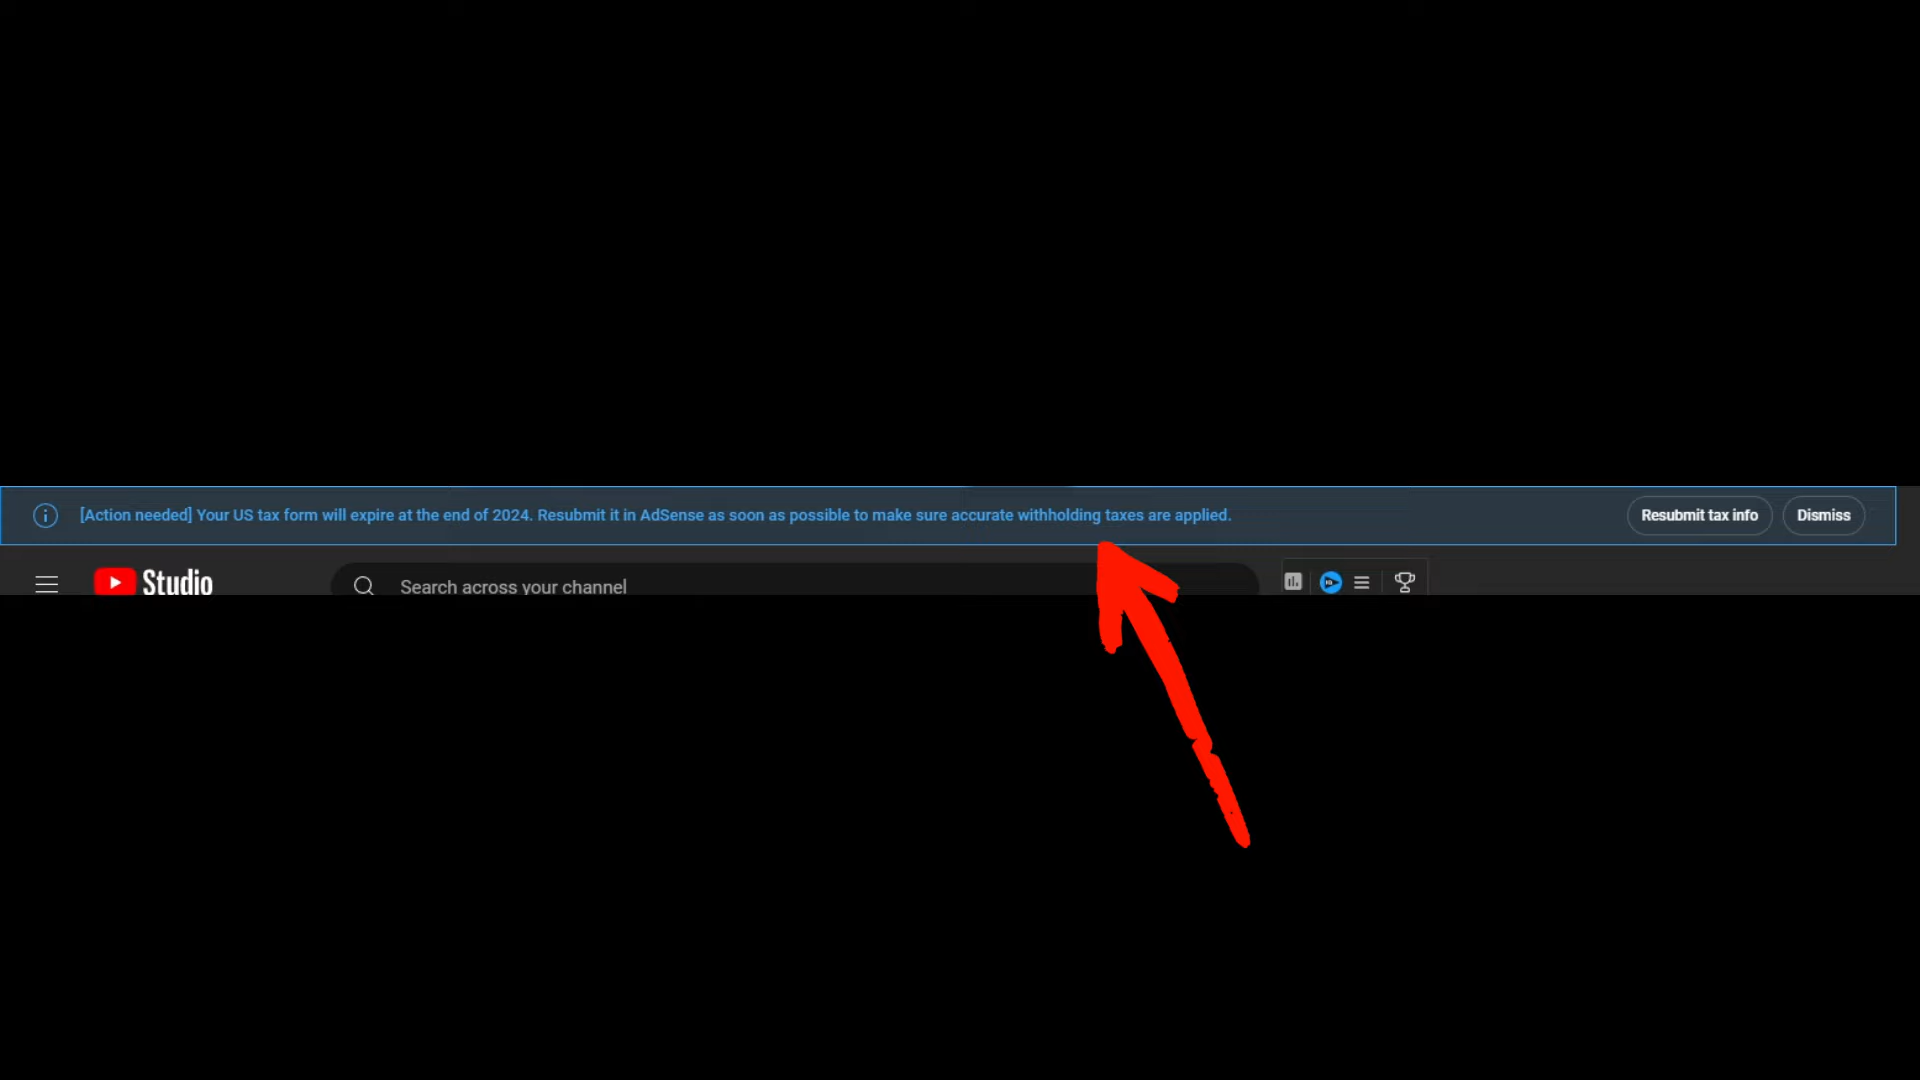 [Action needed] Your US tax form will expire at the end of 2024. Resubmit it in AdSense as soon as possible to make sure accurate withholding taxes are applied.
Resubmit tax info
Dismiss
Studio
Search across your channel